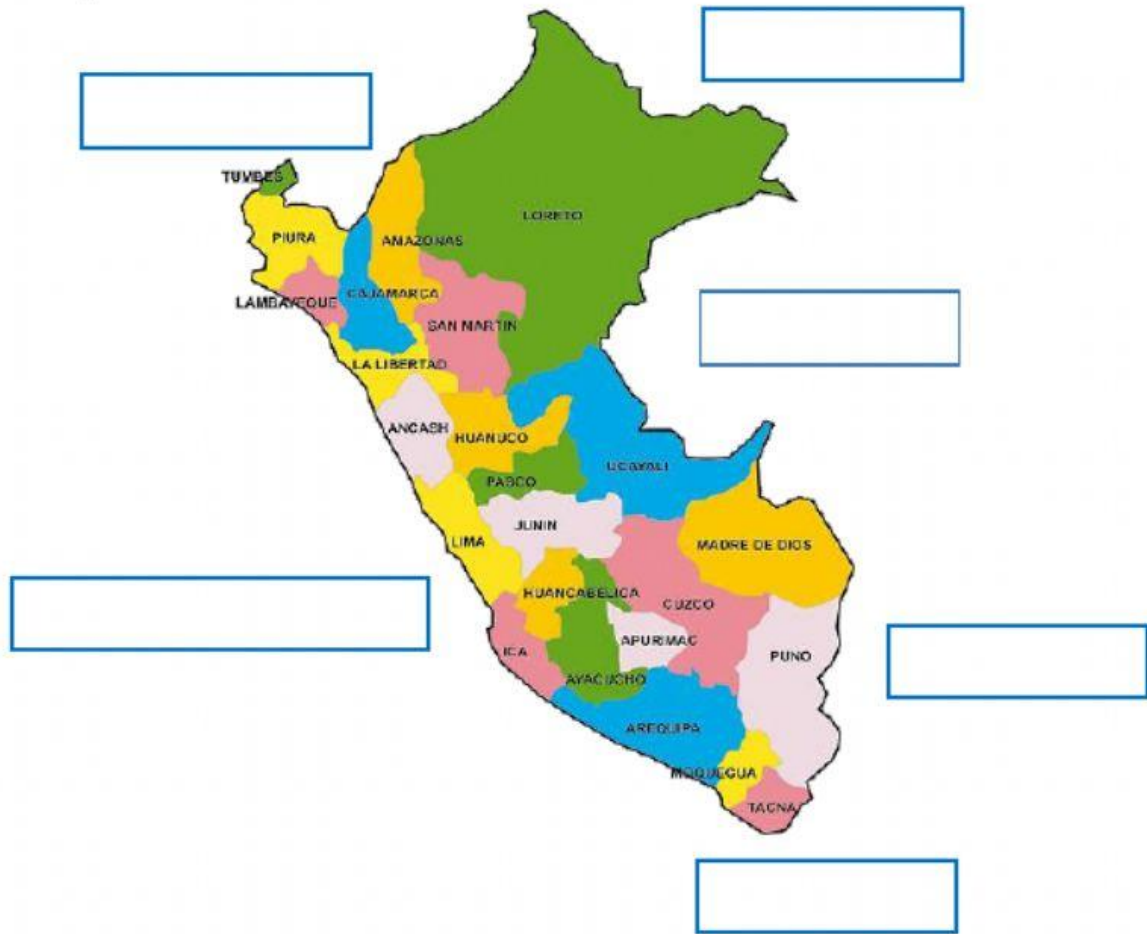 TUMBES
LORETO
PIURA
AMAZONAS
LAMBAYEQUE
CAJAMARCA
SAN MARTIN
LA LIBERTAD
ANCASH
HUANUCO
UCAYALI
PASCO
JUNIN
LIMA
MADRE DE DIOS
HUANCABELICA
CUZCO
APURIMAC
ICA
PUNO
AYACUCHO
AREQUIPA
MOQUEGUA
TACNA